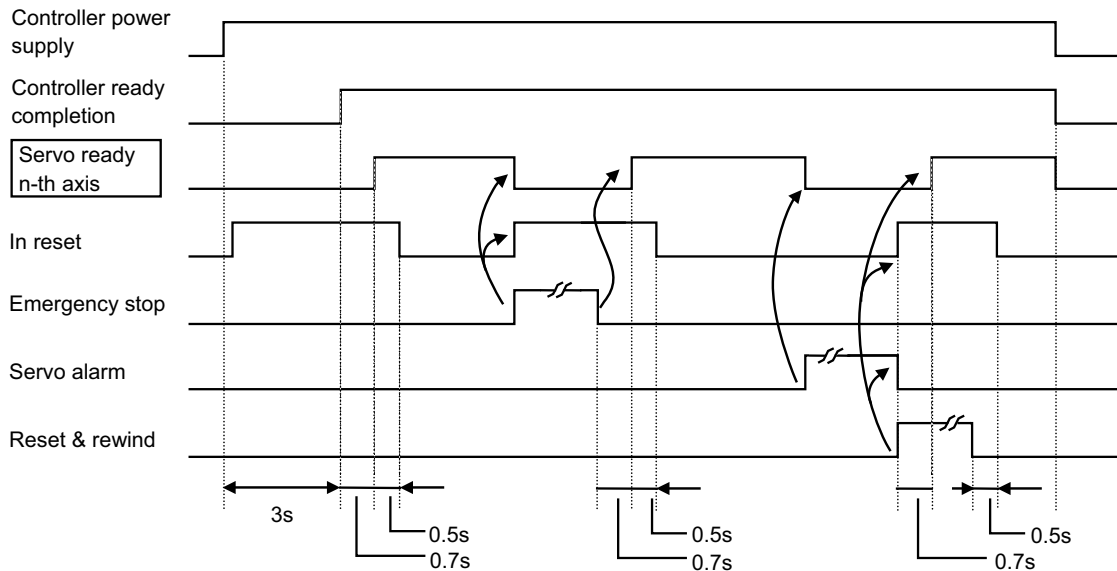 Controller power
supply
Controller ready
completion
Servo ready
n-th axis
In reset
Emergency stop
Servo alarm
Reset & rewind
3s
0.5s
0.7s
0.5s
0.7s
0.5s
0.7s